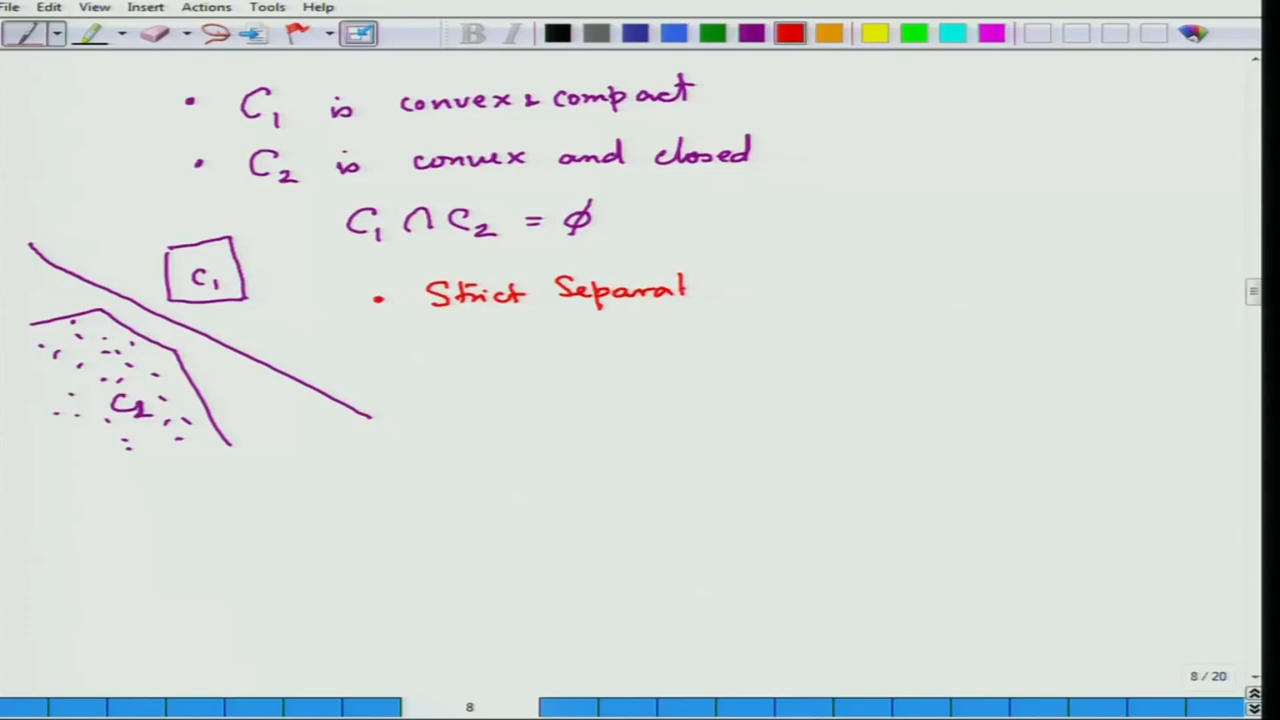 File Edit View Insert Actions Tools Help
B I
• C₁ is convex & compact
• C₂ is convex and closed
C₁ ∩ C₂ = ϕ
C₁
• Strict Separat
C₂
8 / 20
8